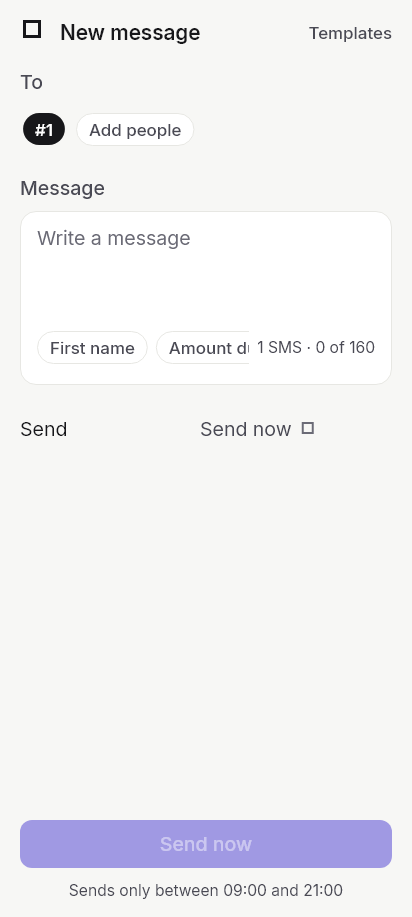 New message
Templates
To
#1 Add people
Message
Write a message
First name Amount 1 SMS · 0 of 160
Send Send now
Send now
Sends only between 09:00 and 21:00